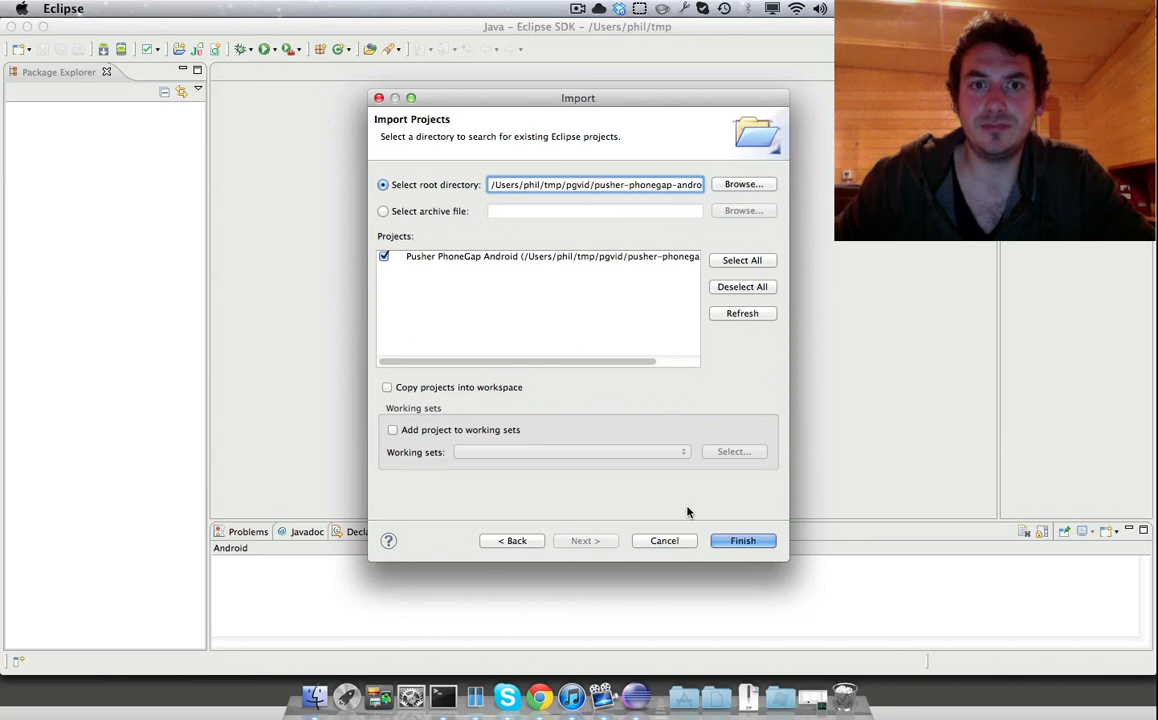 Eclipse
Java - Eclipse SDK - /Users/phil/tmp
Package Explorer
Import
Import Projects
Select a directory to search for existing Eclipse projects.
Select root directory:
/Users/phil/tmp/pgvid/pusher-phonegap-andro
Browse...
Select archive file:
Browse...
Projects:
Pusher PhoneGap Android (/Users/phil/tmp/pgvid/pusher-phonega
Select All
Deselect All
Refresh
Copy projects into workspace
Working sets
Add project to working sets
Working sets:
Select...
Problems
@ Javadoc
Decla
Android
?
< Back
Next >
Cancel
Finish